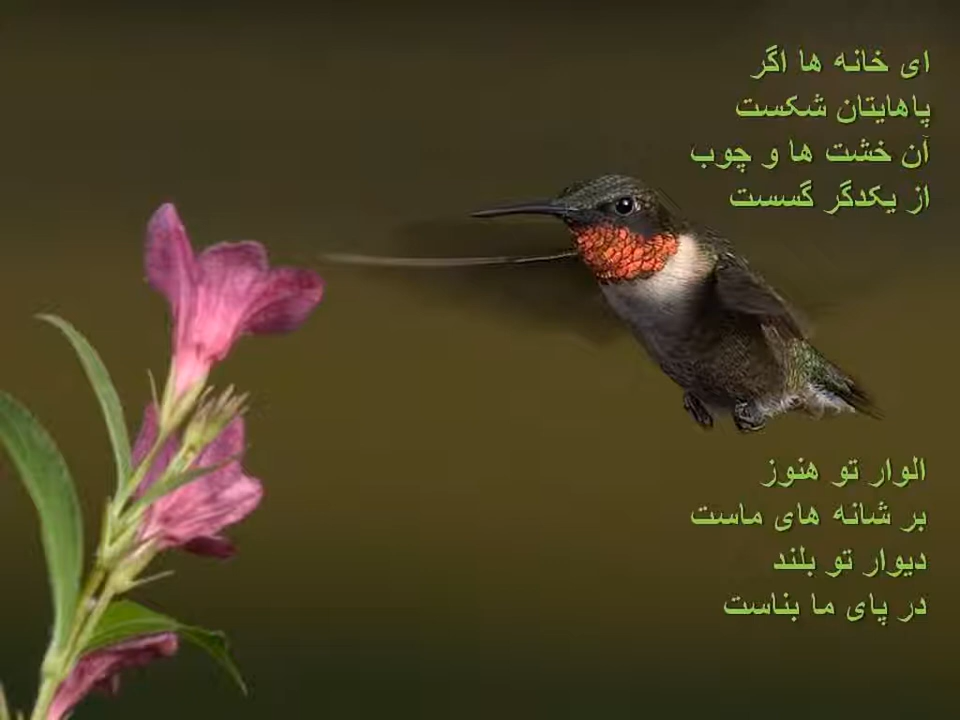 ای خانه ها اگر
پاهایتان شکست
آن خشت ها و چوب
از یکدگر گسست
الوار تو هنوز
بر شانه های ماست
دیوار تو بلند
در پای ما بناست